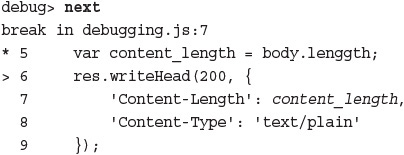 debug> next
break in debugging.js:7
* 5    var content_length = body.lenggth;
> 6    res.writeHead(200, {
  7        'Content-Length': content_length,
  8        'Content-Type': 'text/plain'
  9    });